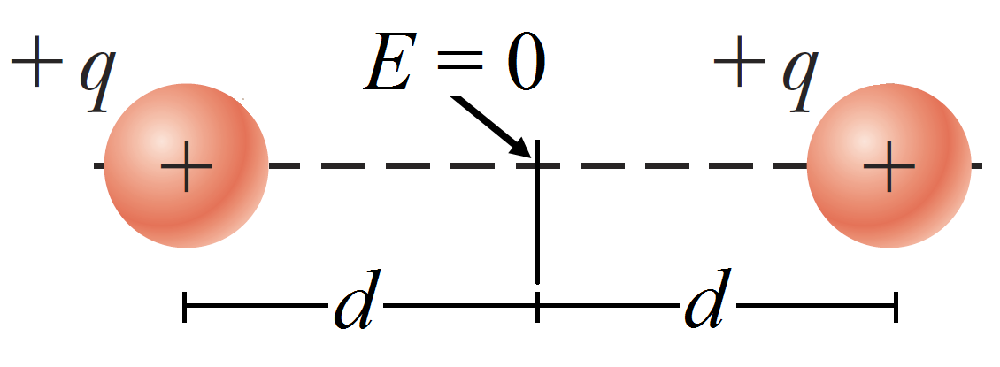 +q E = 0 +q
+ +
d d